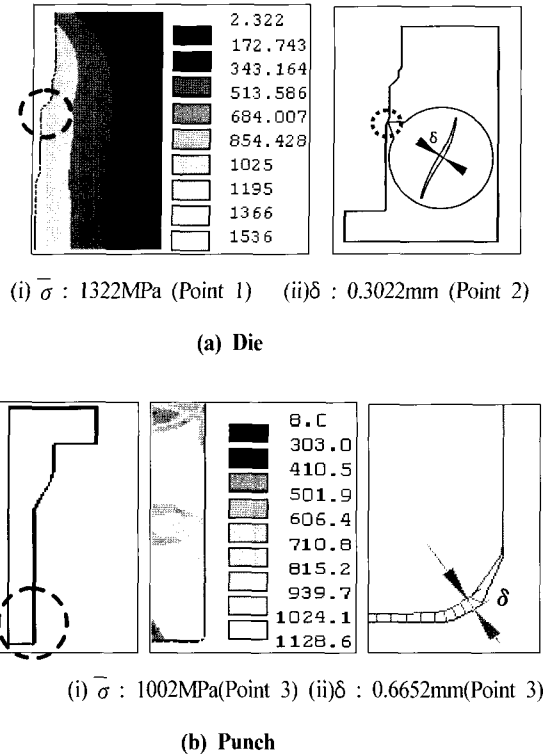 2.322
172.743
343.164
513.586
684.007
854.428
1025
1195
1366
1536
δ
(i) σ̅ : 1322MPa (Point 1) (ii)δ : 0.3022mm (Point 2)
(a) Die
8.C
303.0
410.5
501.9
606.4
710.8
815.2
939.7
1024.1
1128.6
δ
(i) σ̅ : 1002MPa(Point 3) (ii)δ : 0.6652mm(Point 3)
(b) Punch